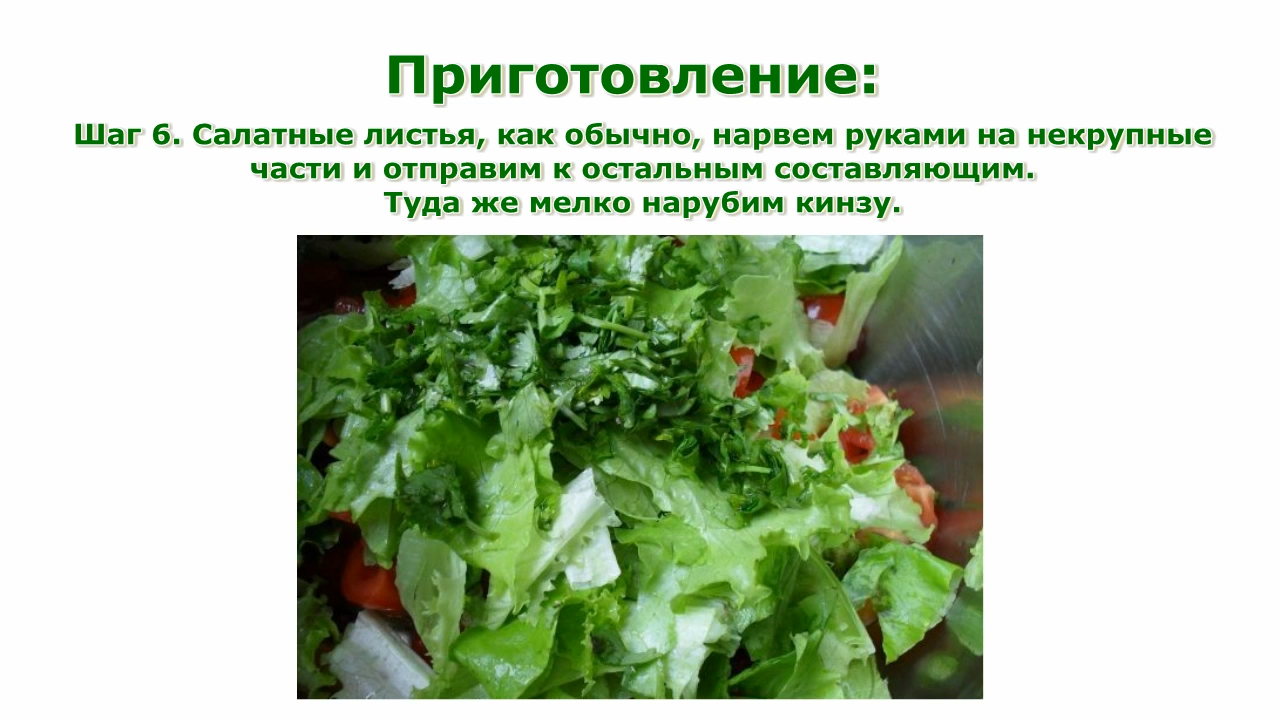 Приготовление:
Шаг 6. Салатные листья, как обычно, нарвем руками на некрупные
части и отправим к остальным составляющим.
Туда же мелко нарубим кинзу.